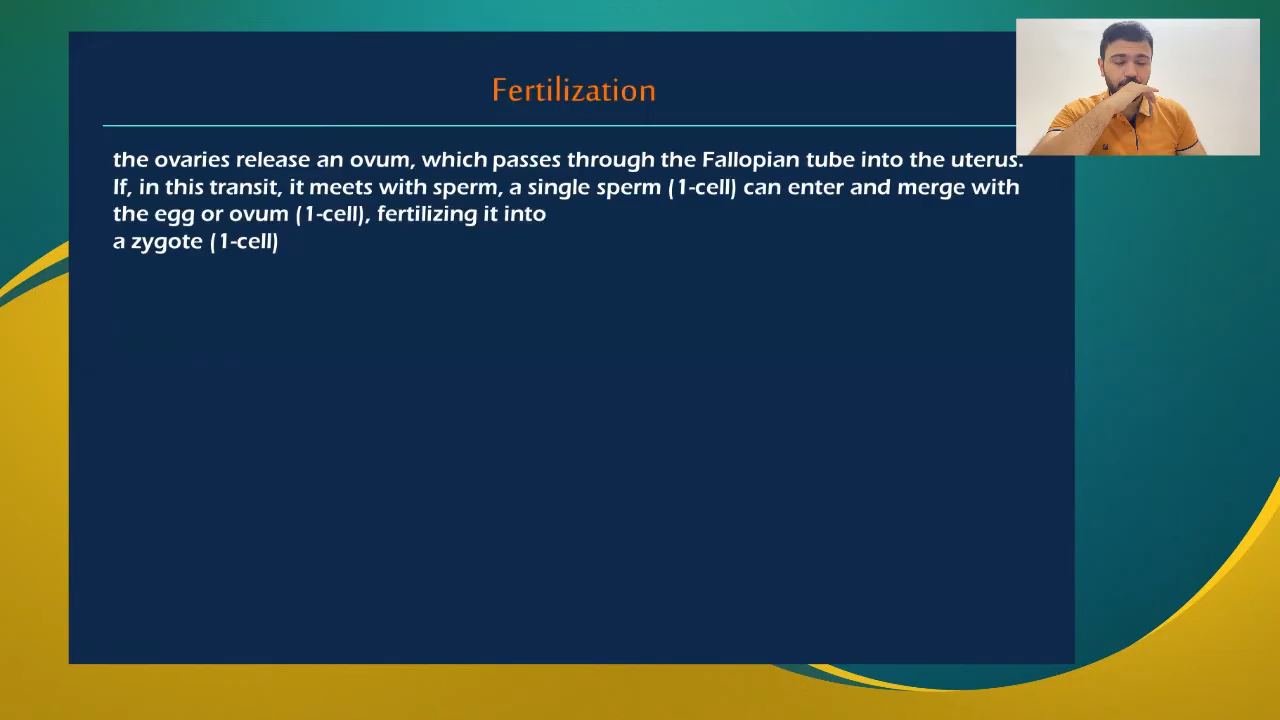 Fertilization
the ovaries release an ovum, which passes through the Fallopian tube into the uterus.
If, in this transit, it meets with sperm, a single sperm (1-cell) can enter and merge with
the egg or ovum (1-cell), fertilizing it into
a zygote (1-cell)